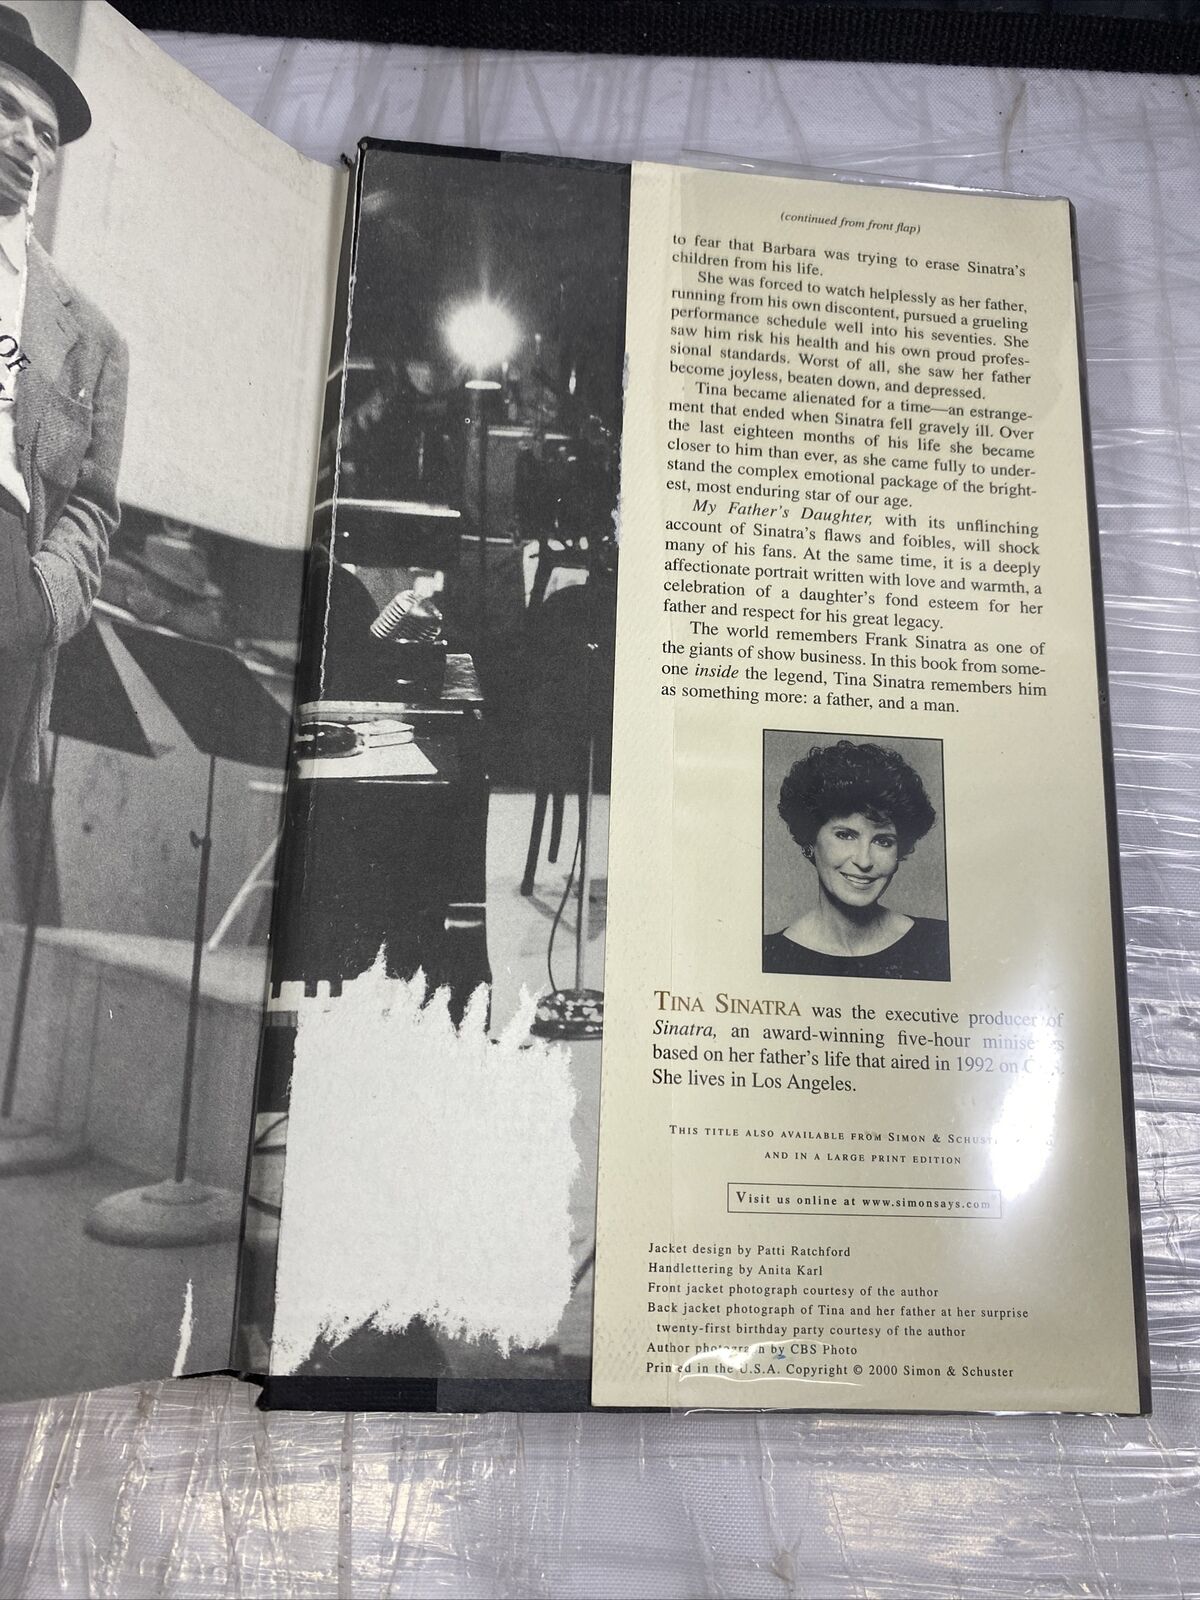 OF
(continued from front flap)
to fear that Barbara was trying to erase Sinatra's
children from his life.
She was forced to watch helplessly as her father,
running from his own discontent, pursued a grueling
performance schedule well into his seventies. She
saw him risk his health and his own proud profes-
sional standards. Worst of all, she saw her father
become joyless, beaten down, and depressed.
Tina became alienated for a time—an estrange-
ment that ended when Sinatra fell gravely ill. Over
the last eighteen months of his life she became
closer to him than ever, as she came fully to under-
stand the complex emotional package of the bright-
est, most enduring star of our age.
My Father's Daughter, with its unflinching
account of Sinatra's flaws and foibles, will shock
many of his fans. At the same time, it is a deeply
affectionate portrait written with love and warmth, a
celebration of a daughter's fond esteem for her
father and respect for his great legacy.
The world remembers Frank Sinatra as one of
the giants of show business. In this book from some-
one inside the legend, Tina Sinatra remembers him
as something more: a father, and a man.
TINA SINATRA was the executive producer of
Sinatra, an award-winning five-hour miniseries
based on her father's life that aired in 1992 on
She lives in Los Angeles.
THIS TITLE ALSO AVAILABLE FROM SIMON & SCHUSTER
AND IN A LARGE PRINT EDITION
Visit us online at www.simonsays.com
Jacket design by Patti Ratchford
Handlettering by Anita Karl
Front jacket photograph courtesy of the author
Back jacket photograph of Tina and her father at her surprise
twenty-first birthday party courtesy of the author
Author photograph by CBS Photo
Printed in the U.S.A. Copyright © 2000 Simon & Schuster